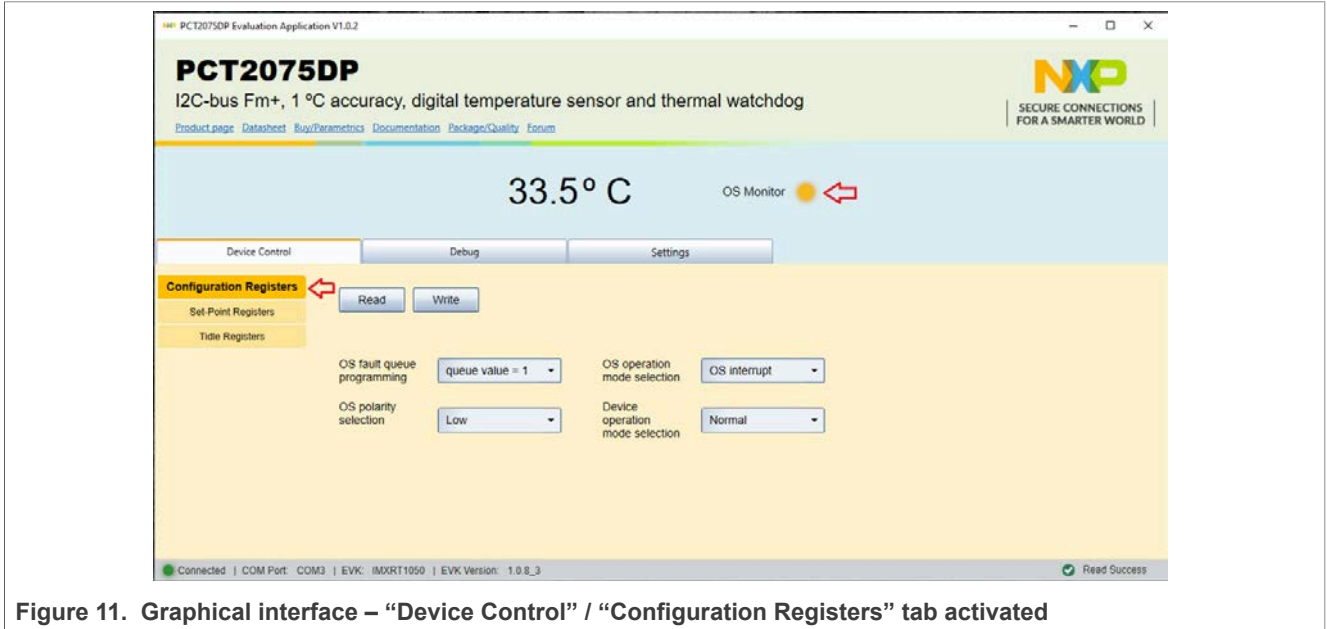 PCT2075DP Evaluation Application V1.0.2
PCT2075DP
I2C-bus Fm+, 1 ºC accuracy, digital temperature sensor and thermal watchdog
Product page Datasheet Buy/Parametrics Documentation Package/Quality Forum
NXP
SECURE CONNECTIONS
FOR A SMARTER WORLD
33.5º C
OS Monitor
Device Control Debug Settings
Configuration Registers
Set-Point Registers
Tidle Registers
Read Write
OS fault queue
programming
queue value = 1
OS operation
mode selection
OS interrupt
OS polarity
selection
Low
Device
operation
mode selection
Normal
Connected | COM Port: COM3 | EVK: IMXRT1050 | EVK Version: 1.0.8_3
Read Success
Figure 11. Graphical interface – “Device Control” / “Configuration Registers” tab activated